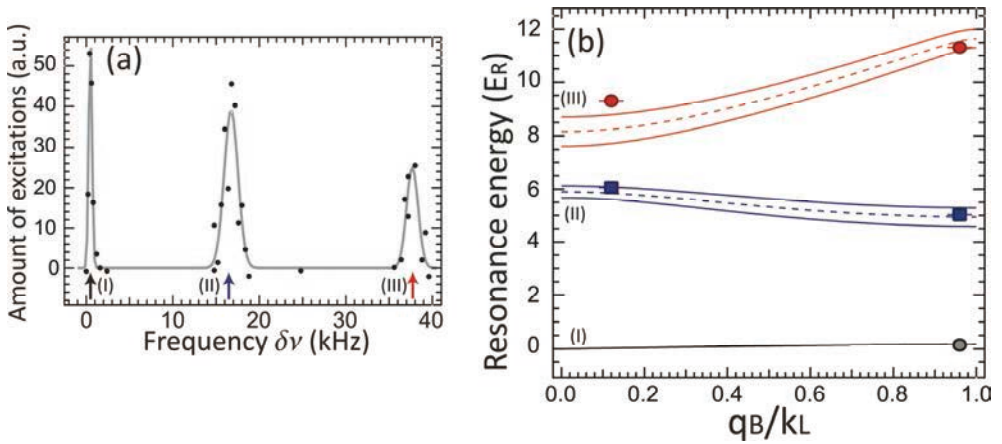 (a)
Amount of excitations (a.u.)
50
40
30
20
10
0
(I)
(II)
(III)
0
10
20
30
40
Frequency δν (kHz)
(b)
Resonance energy (ER)
12
10
8
6
4
2
0
(III)
(II)
(I)
0.0
0.2
0.4
0.6
0.8
1.0
qB/kL